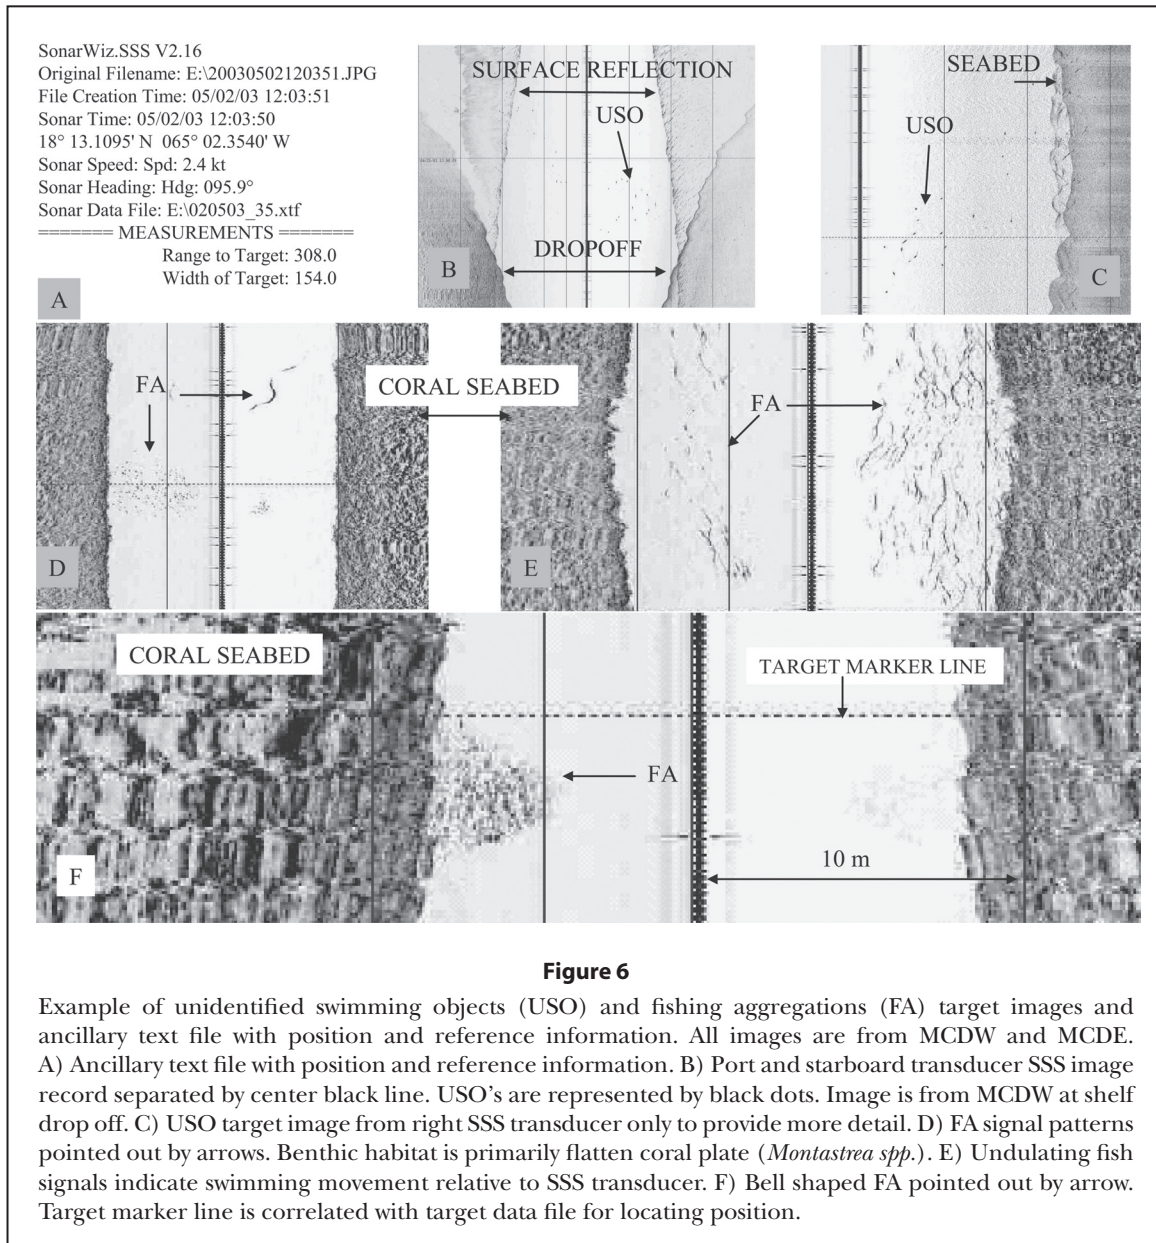 SonarWiz.SSS V2.16
Original Filename: E:\20030502120351.JPG
File Creation Time: 05/02/03 12:03:51
Sonar Time: 05/02/03 12:03:50
18° 13.1095' N 065° 02.3540' W
Sonar Speed: Spd: 2.4 kt
Sonar Heading: Hdg: 095.9°
Sonar Data File: E:\020503_35.xtf
======= MEASUREMENTS =======
Range to Target: 308.0
Width of Target: 154.0
A
SURFACE REFLECTION
USO
DROPOFF
B
SEABED
USO
C
FA
D
CORAL SEABED
FA
E
CORAL SEABED
TARGET MARKER LINE
FA
10 m
F
Figure 6
Example of unidentified swimming objects (USO) and fishing aggregations (FA) target images and
ancillary text file with position and reference information. All images are from MCDW and MCDE.
A) Ancillary text file with position and reference information. B) Port and starboard transducer SSS image
record separated by center black line. USO's are represented by black dots. Image is from MCDW at shelf
drop off. C) USO target image from right SSS transducer only to provide more detail. D) FA signal patterns
pointed out by arrows. Benthic habitat is primarily flatten coral plate (Montastrea spp.). E) Undulating fish
signals indicate swimming movement relative to SSS transducer. F) Bell shaped FA pointed out by arrow.
Target marker line is correlated with target data file for locating position.